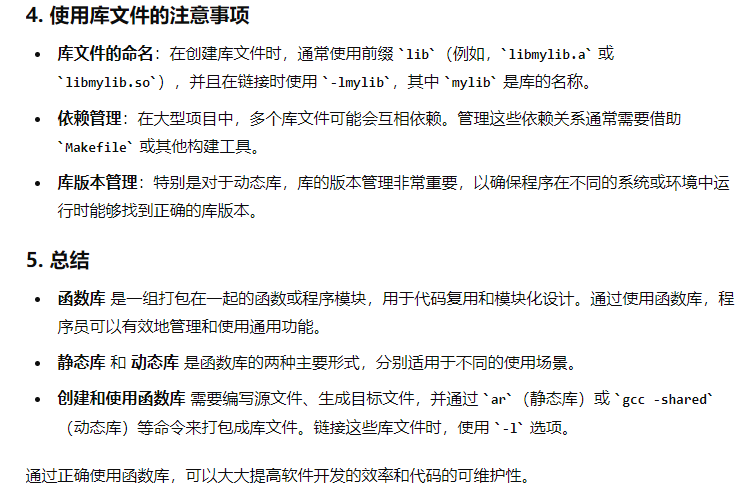 4. 使用库文件的注意事项
• 库文件的命名：在创建库文件时，通常使用前缀 `lib`（例如，`libmylib.a` 或
`libmylib.so`），并且在链接时使用 `-lmylib`，其中 `mylib` 是库的名称。
• 依赖管理：在大型项目中，多个库文件可能会互相依赖。管理这些依赖关系通常需要借助
`Makefile` 或其他构建工具。
• 库版本管理：特别是对于动态库，库的版本管理非常重要，以确保程序在不同的系统或环境中运
行时能够找到正确的库版本。
5. 总结
• 函数库 是一组打包在一起的函数或程序模块，用于代码复用和模块化设计。通过使用函数库，程
序员可以有效地管理和使用通用功能。
• 静态库 和 动态库 是函数库的两种主要形式，分别适用于不同的使用场景。
• 创建和使用函数库 需要编写源文件、生成目标文件，并通过 `ar`（静态库）或 `gcc -shared`
（动态库）等命令来打包成库文件。链接这些库文件时，使用 `-l` 选项。
通过正确使用函数库，可以大大提高软件开发的效率和代码的可维护性。